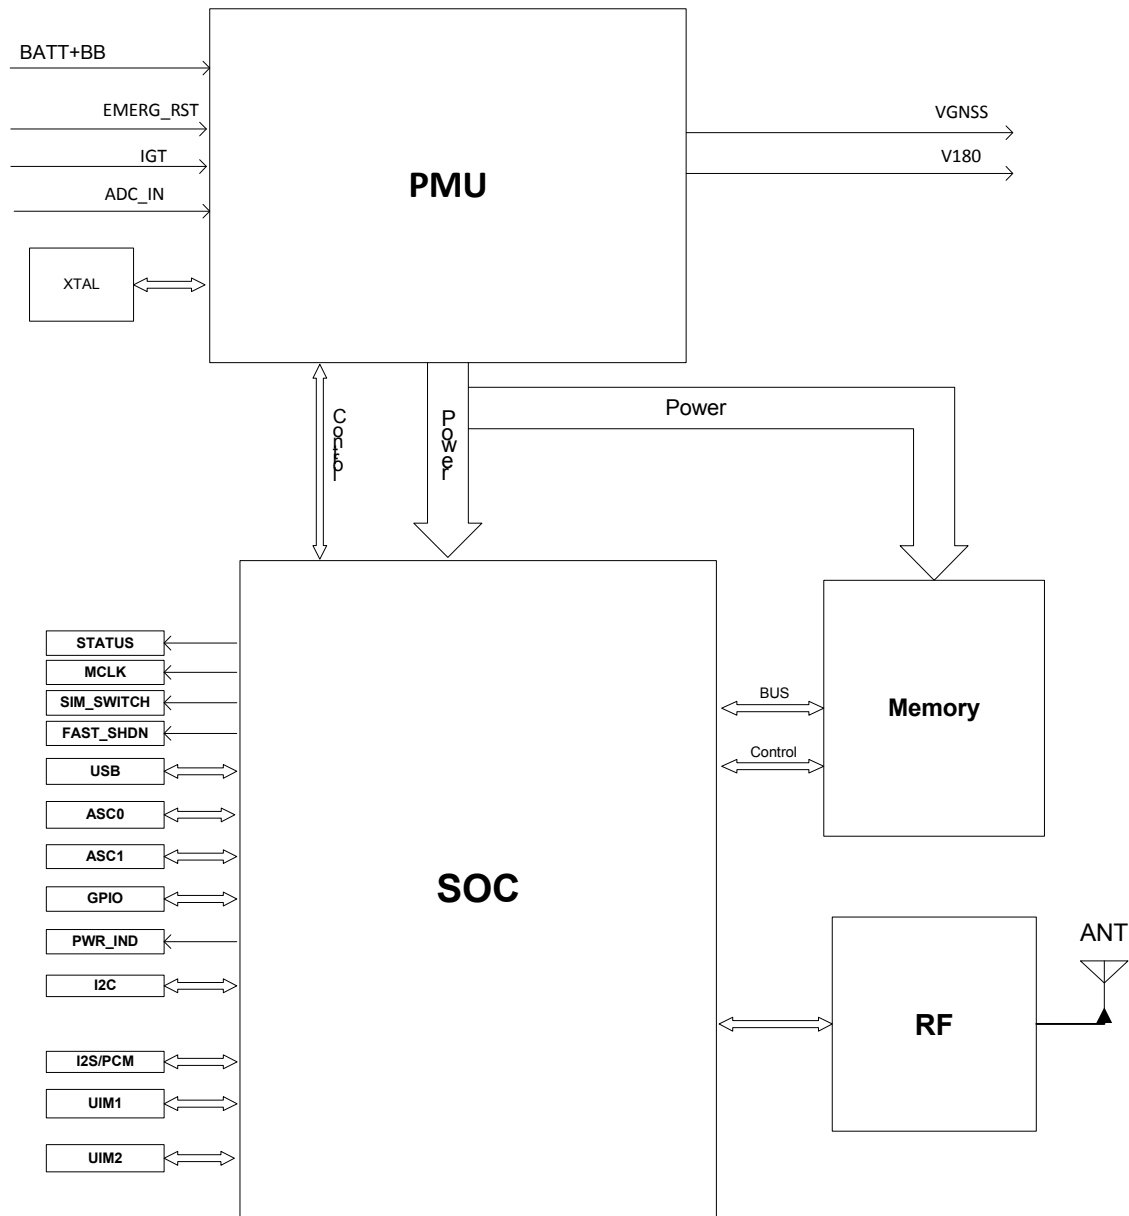 BATT+BB
EMERG_RST
IGT
ADC_IN
XTAL
PMU
VGNSS
V180
Control
Power
Power
STATUS
MCLK
SIM_SWITCH
FAST_SHDN
USB
ASC0
ASC1
GPIO
PWR_IND
I2C
I2S/PCM
UIM1
UIM2
SOC
BUS
Control
Memory
RF
ANT